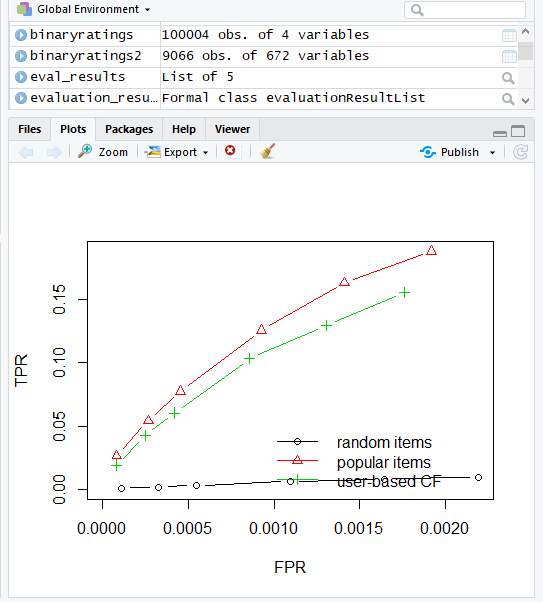 Global Environment
binaryratings 100004 obs. of 4 variables
binaryratings2 9066 obs. of 672 variables
eval_results List of 5
evaluation_resu… Formal class evaluationResultList
Files Plots Packages Help Viewer
Zoom Export Publish
0.15
0.10
0.05
0.00
TPR
random items
popular items
user-based CF
0.0000 0.0005 0.0010 0.0015 0.0020
FPR